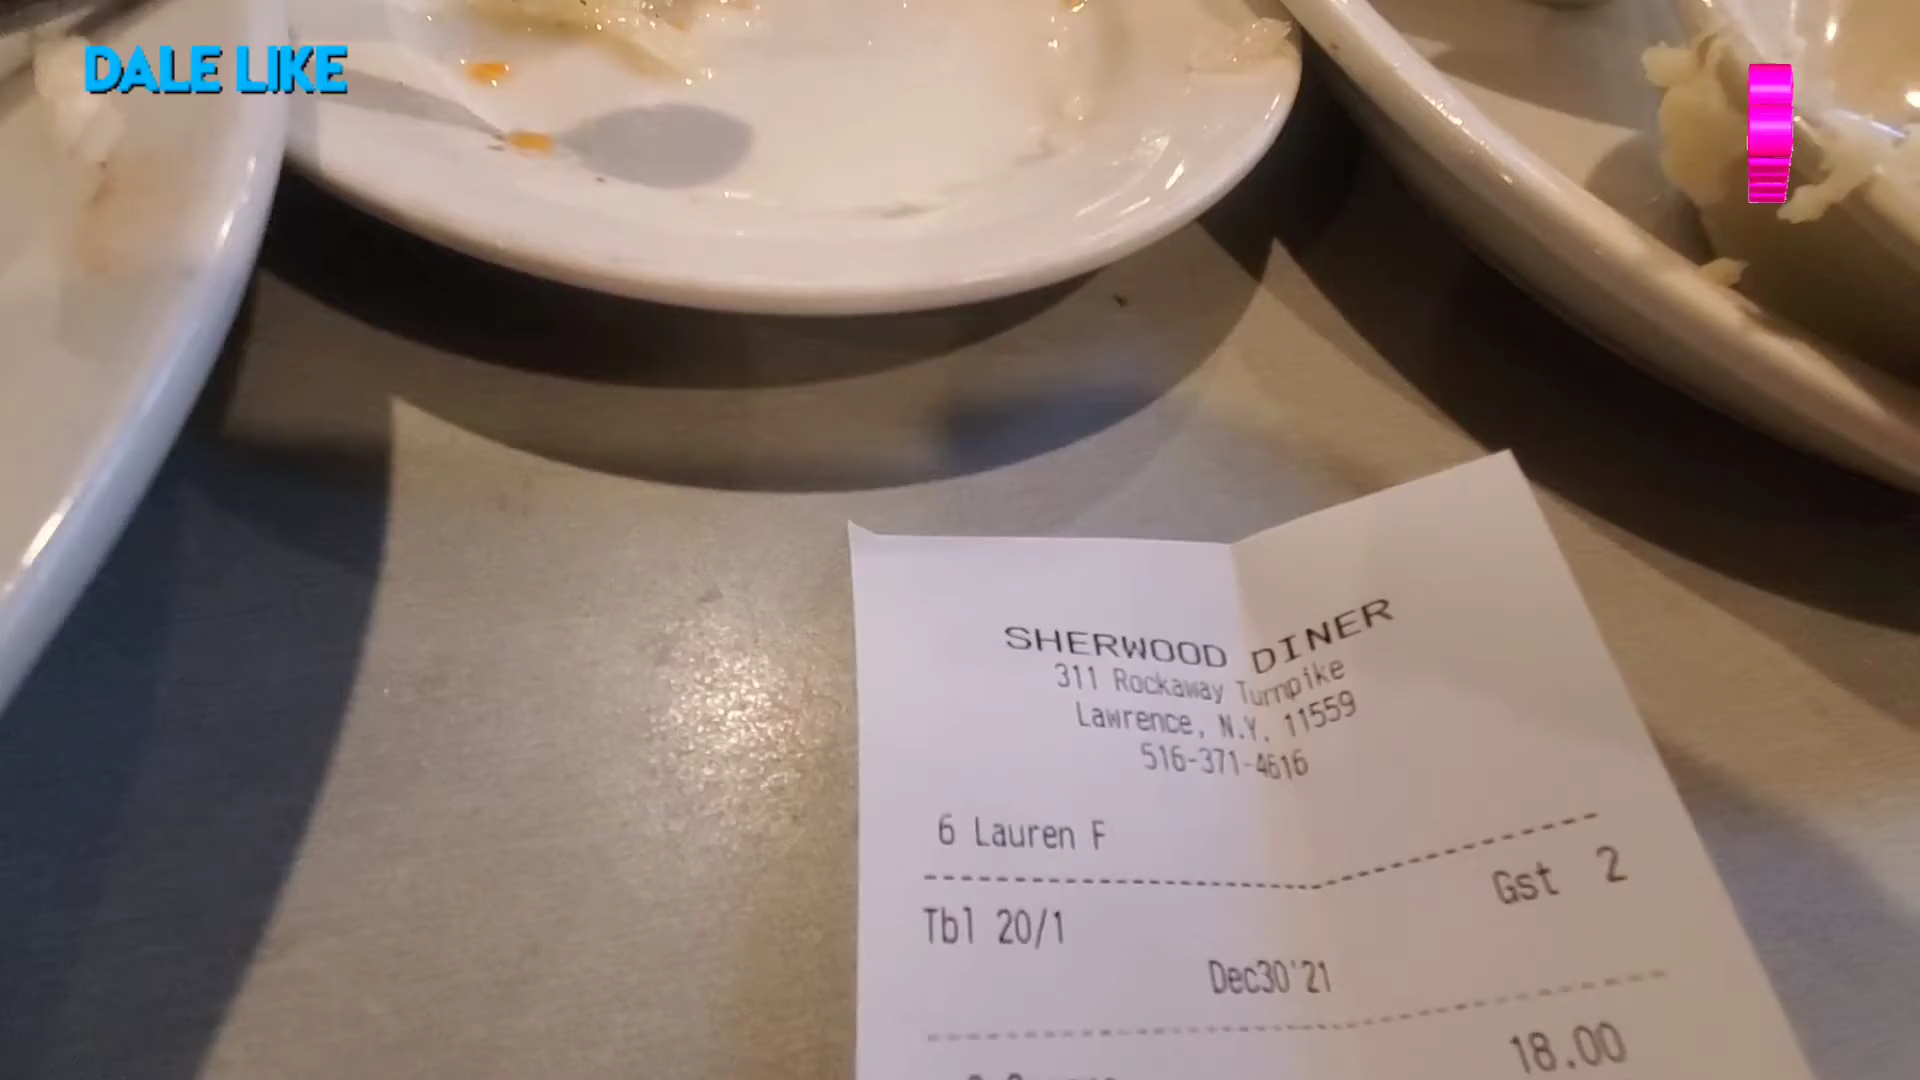 DALE LIKE
SHERWOOD DINER
311 Rockaway Turnpike
Lawrence, N.Y. 11559
516-371-4616
6 Lauren F
Tbl 20/1 Gst 2
Dec30'21
18.00